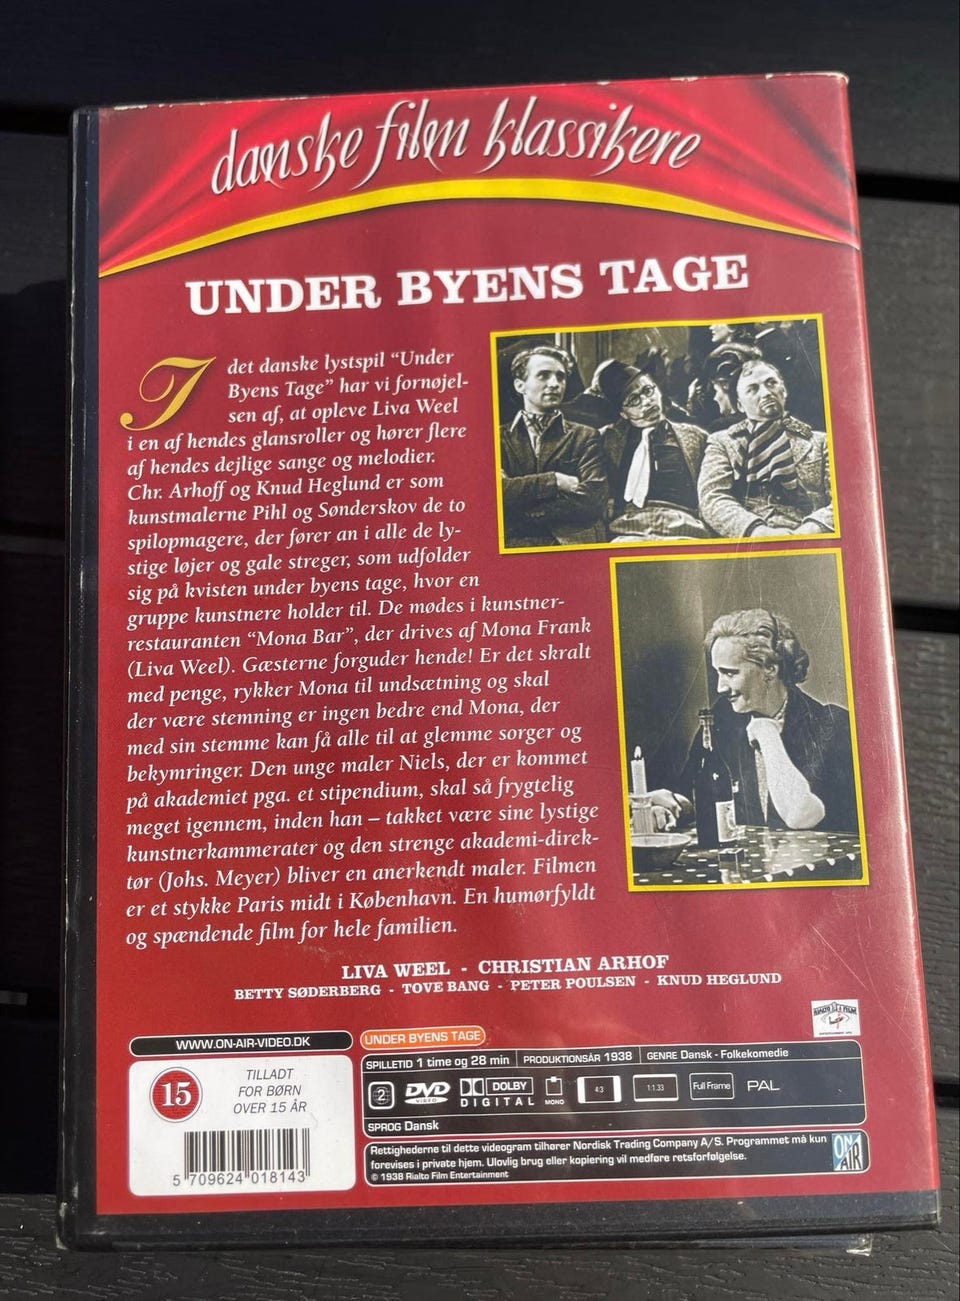 danske film klassikere
UNDER BYENS TAGE
I det danske lystspil “Under
Byens Tage” har vi fornøjel-
sen af, at opleve Liva Weel
i en af hendes glansroller og hører flere
af hendes dejlige sange og melodier.
Chr. Arhoff og Knud Heglund er som
kunstmalerne Pihl og Sønderskov de to
spilopmagere, der fører an i alle de ly-
stige løjer og gale streger, som udfolder
sig på kvisten under byens tage, hvor en
gruppe kunstnere holder til. De mødes i kunstner-
restauranten “Mona Bar”, der drives af Mona Frank
(Liva Weel). Gæsterne forguder hende! Er det skralt
med penge, rykker Mona til undsætning og skal
der være stemning er ingen bedre end Mona, der
med sin stemme kan få alle til at glemme sorger og
bekymringer. Den unge maler Niels, der er kommet
på akademiet pga. et stipendium, skal så frygtelig
meget igennem, inden han – takket være sine lystige
kunstnerkammerater og den strenge akademi-direk-
tør (Johs. Meyer) bliver en anerkendt maler. Filmen
er et stykke Paris midt i København. En humørfyldt
og spændende film for hele familien.
LIVA WEEL - CHRISTIAN ARHOF
BETTY SØDERBERG - TOVE BANG - PETER POULSEN - KNUD HEGLUND
RIALTO FILM
WWW.ON-AIR-VIDEO.DK
UNDER BYENS TAGE
15
TILLADT
FOR BØRN
OVER 15 ÅR
5 709624 018143
SPILLETID 1 time og 28 min PRODUKTIONSÅR 1938 GENRE Dansk - Folkekomedie
2 DVD VIDEO DOLBY DIGITAL MONO 4:3 1:1.33 Full Frame PAL
SPROG Dansk
Rettighederne til dette videogram tilhører Nordisk Trading Company A/S. Programmet må kun
forevises i private hjem. Ulovlig brug eller kopiering vil medføre retsforfølgelse.
© 1938 Rialto Film Entertainment
ON AIR